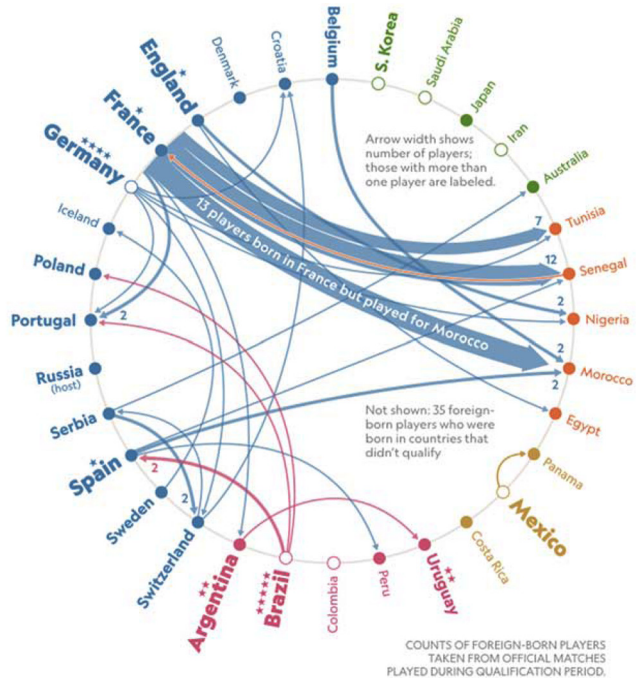 Belgium
S. Korea
Saudi Arabia
Japan
Iran
Australia
Tunisia
Senegal
Nigeria
Morocco
Egypt
Panama
Mexico
Costa Rica
Uruguay
Peru
Colombia
Brazil
★★★★★
Argentina
★★
Switzerland
Sweden
Spain
★
Serbia
Russia
(host)
Portugal
Poland
Iceland
Germany
★★★★
France
★
England
★
Denmark
Croatia
★★
Arrow width shows
number of players;
those with more than
one player are labeled.
7
12
2
2
2
13 players born in France but played for Morocco
2
2
2
Not shown: 35 foreign-
born players who were
born in countries that
didn't qualify
COUNTS OF FOREIGN-BORN PLAYERS
TAKEN FROM OFFICIAL MATCHES
PLAYED DURING QUALIFICATION PERIOD.